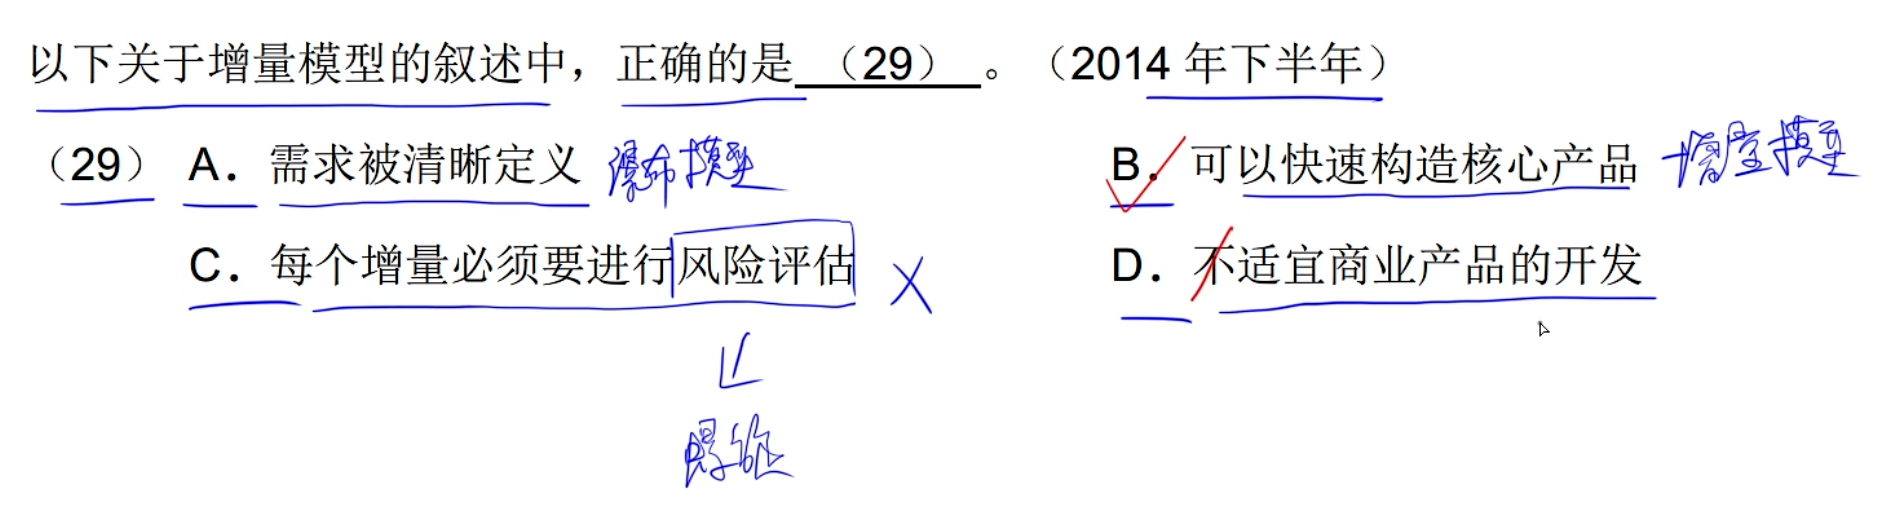 以下关于增量模型的叙述中，正确的是 （29） 。（2014 年下半年）
（29） A．需求被清晰定义 瀑布模型 B．可以快速构造核心产品 增量模型
C．每个增量必须要进行风险评估 X D．不适宜商业产品的开发
螺旋